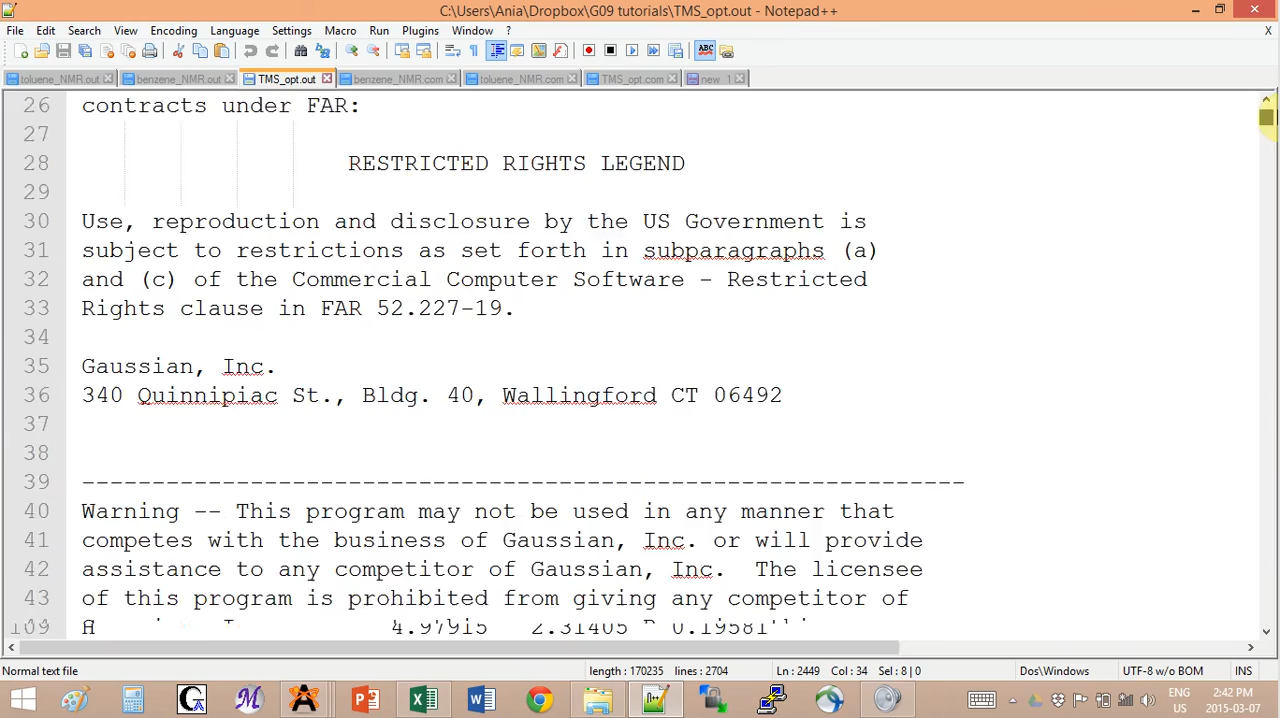 C:\Users\Ania\Dropbox\G09 tutorials\TMS_opt.out - Notepad++
File Edit Search View Encoding Language Settings Macro Run Plugins Window ? X
toluene_NMR.out benzene_NMR.out TMS_opt.out benzene_NMR.com toluene_NMR.com TMS_opt.com new 1
26 contracts under FAR:
27
28 RESTRICTED RIGHTS LEGEND
29
30 Use, reproduction and disclosure by the US Government is
31 subject to restrictions as set forth in subparagraphs (a)
32 and (c) of the Commercial Computer Software - Restricted
33 Rights clause in FAR 52.227-19.
34
35 Gaussian, Inc.
36 340 Quinnipiac St., Bldg. 40, Wallingford CT 06492
37
38
39 ---------------------------------------------------------------
40 Warning -- This program may not be used in any manner that
41 competes with the business of Gaussian, Inc. or will provide
42 assistance to any competitor of Gaussian, Inc. The licensee
43 of this program is prohibited from giving any competitor of
109 4.97915 2.31405 0.19581
Normal text file length : 170235 lines : 2704 Ln : 2449 Col : 34 Sel : 8 | 0 Dos\Windows UTF-8 w/o BOM INS
ENG 2:42 PM
US 2015-03-07